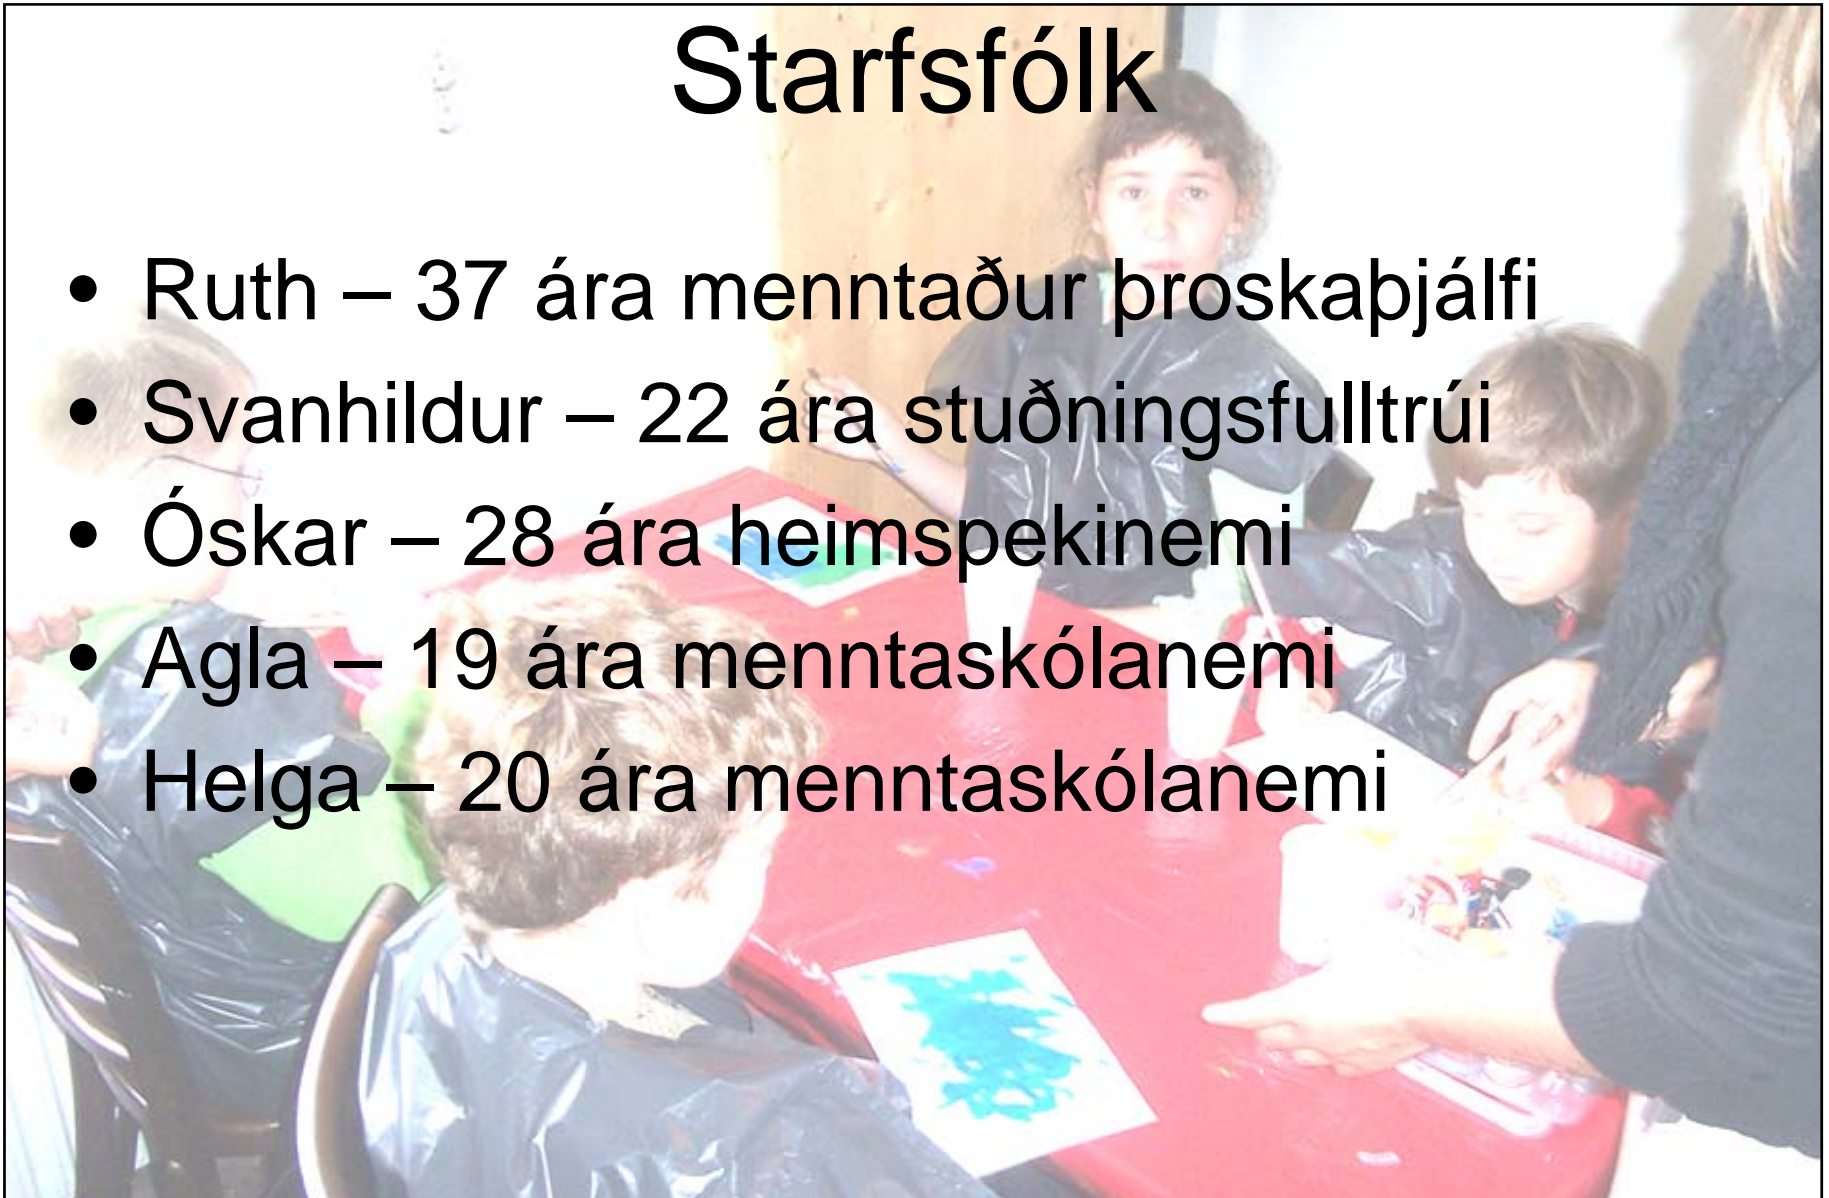 Starfsfólk
• Ruth – 37 ára menntaður þroskaþjálfi
• Svanhildur – 22 ára stuðningsfulltrúi
• Óskar – 28 ára heimspekinemi
• Agla – 19 ára menntaskólanemi
• Helga – 20 ára menntaskólanemi